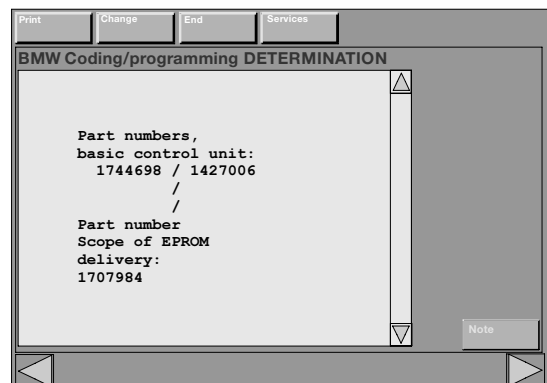 Print Change End Services
BMW Coding/programming DETERMINATION
Part numbers,
basic control unit:
1744698 / 1427006
/
/
Part number
Scope of EPROM
delivery:
1707984
Note